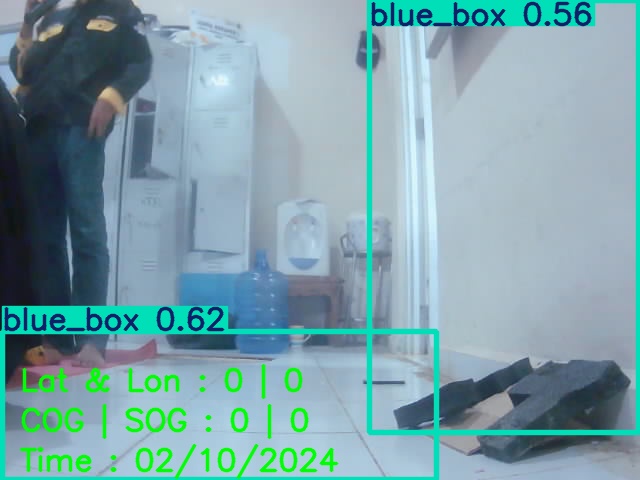 blue_box 0.56
blue_box 0.62
Lat & Lon : 0 | 0
COG | SOG : 0 | 0
Time : 02/10/2024